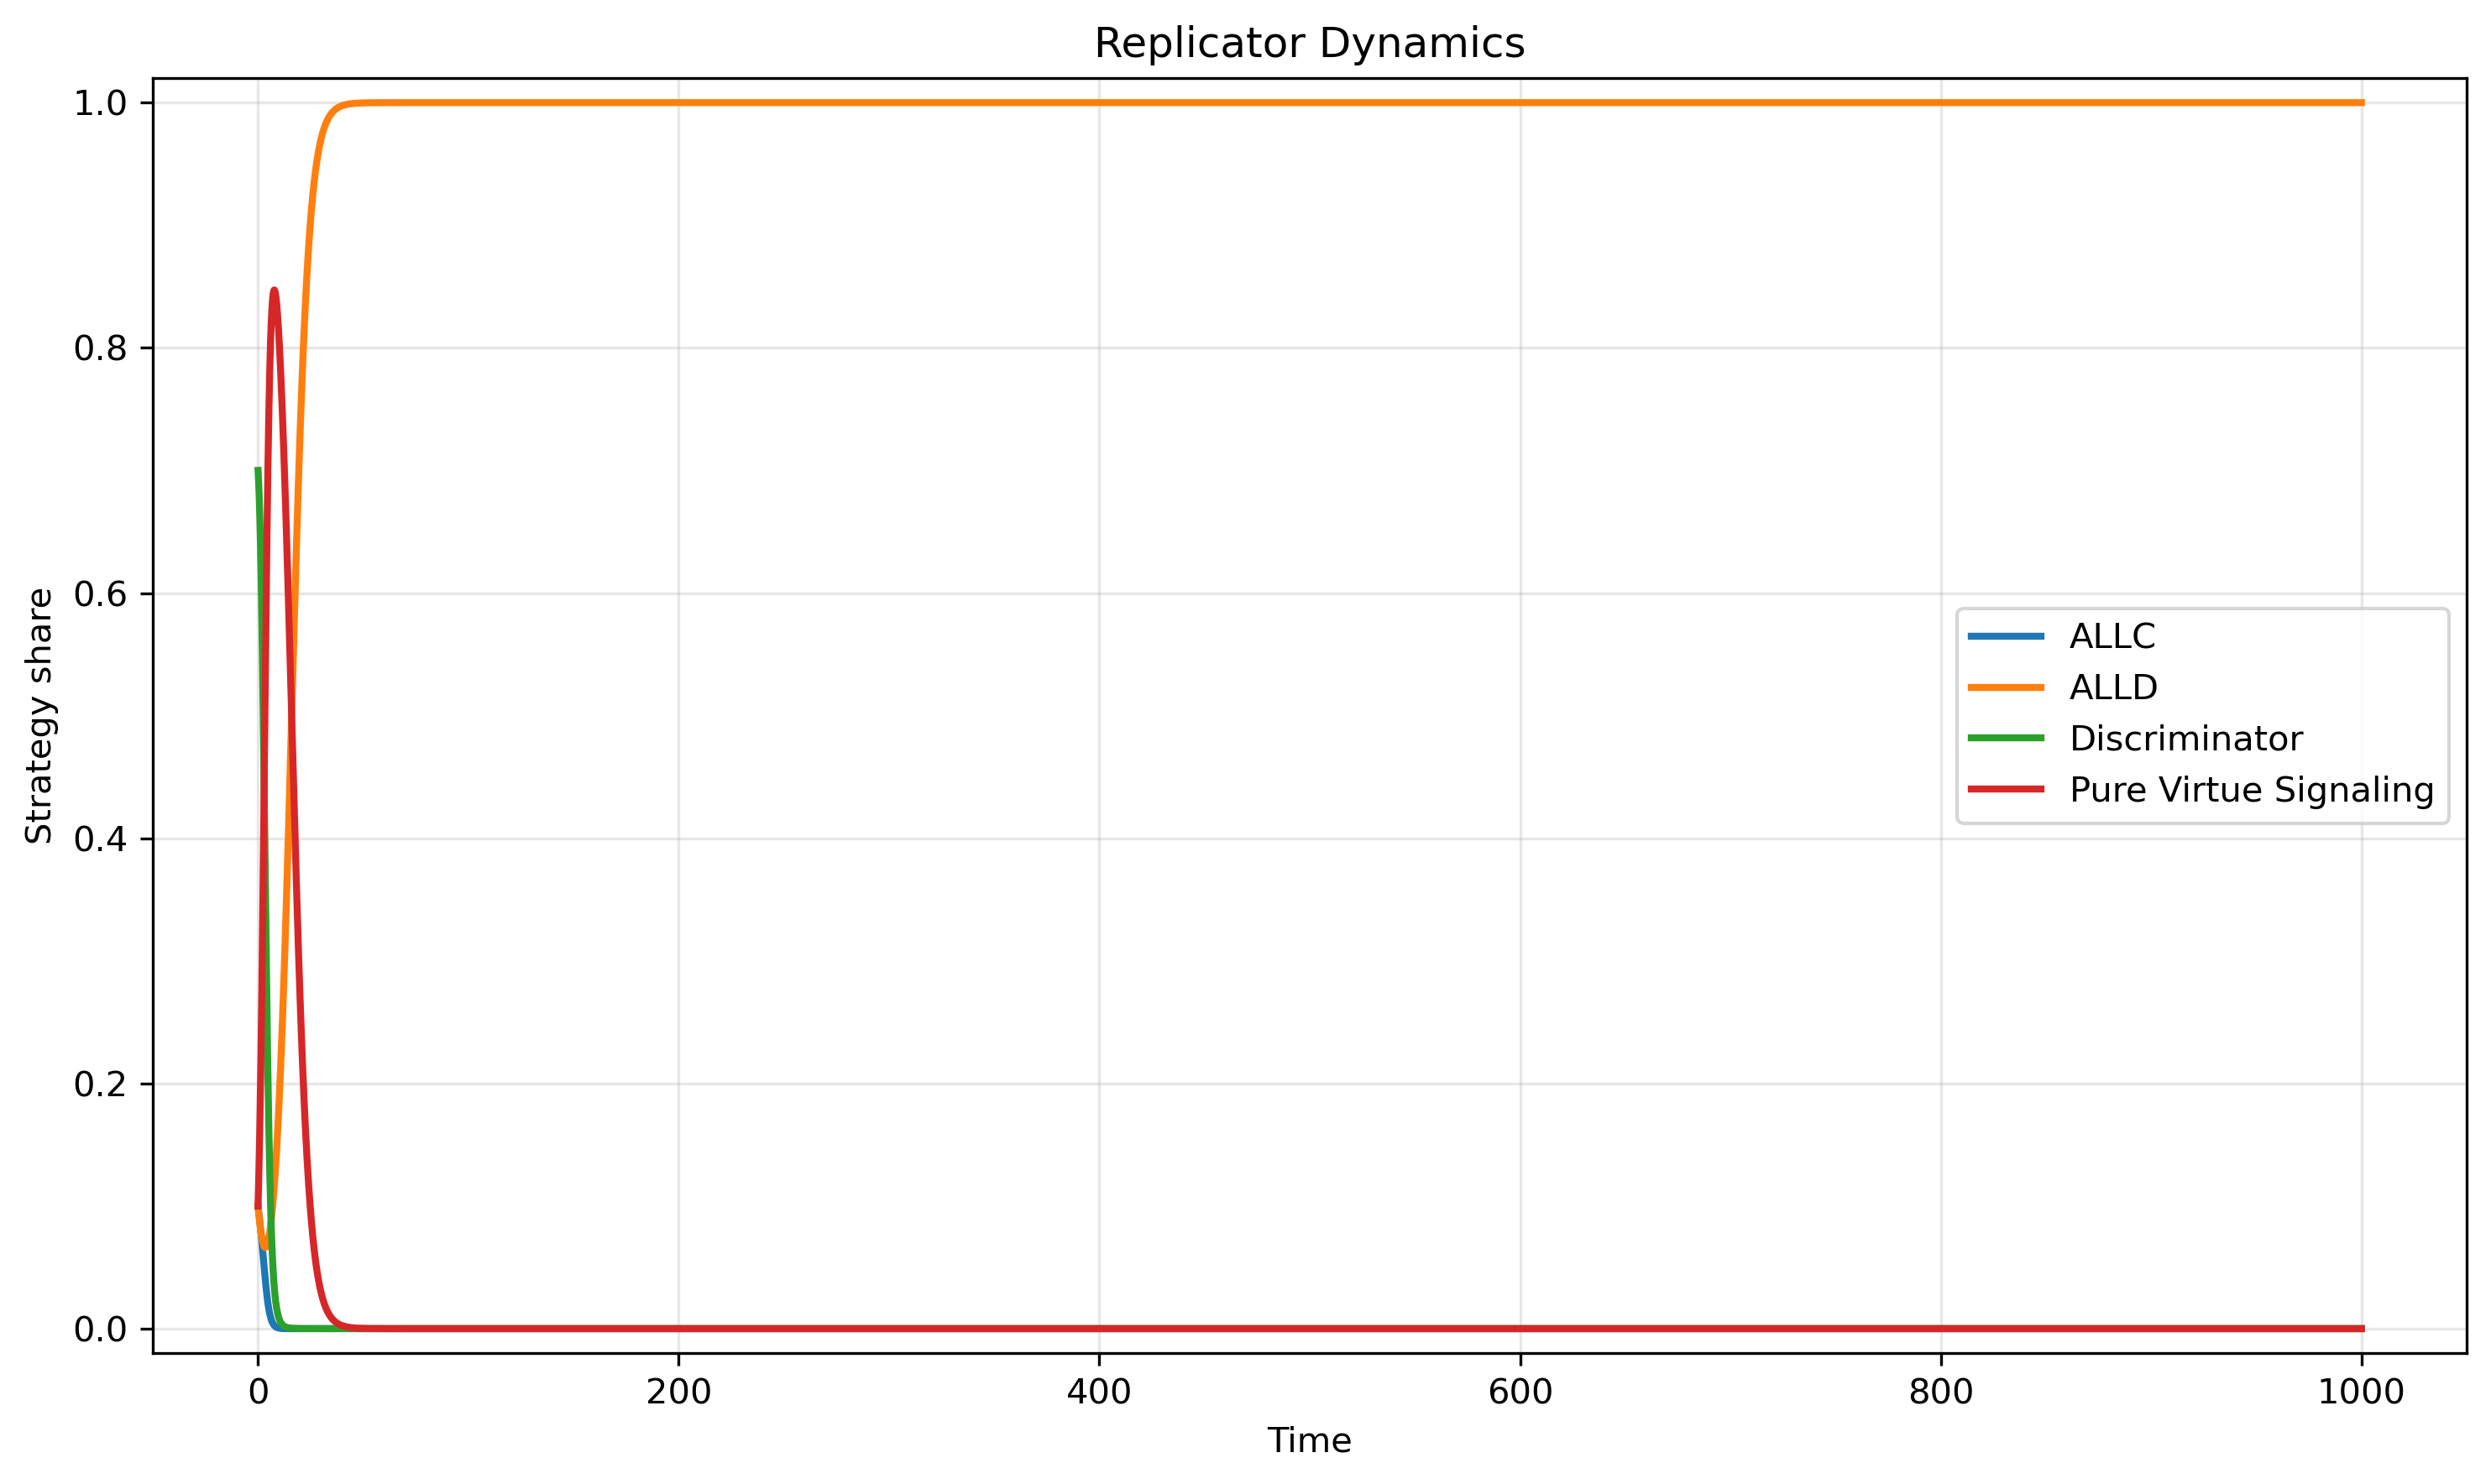 Replicator Dynamics
Strategy share
1.0
0.8
0.6
0.4
0.2
0.0
ALLC
ALLD
Discriminator
Pure Virtue Signaling
0
200
400
600
800
1000
Time